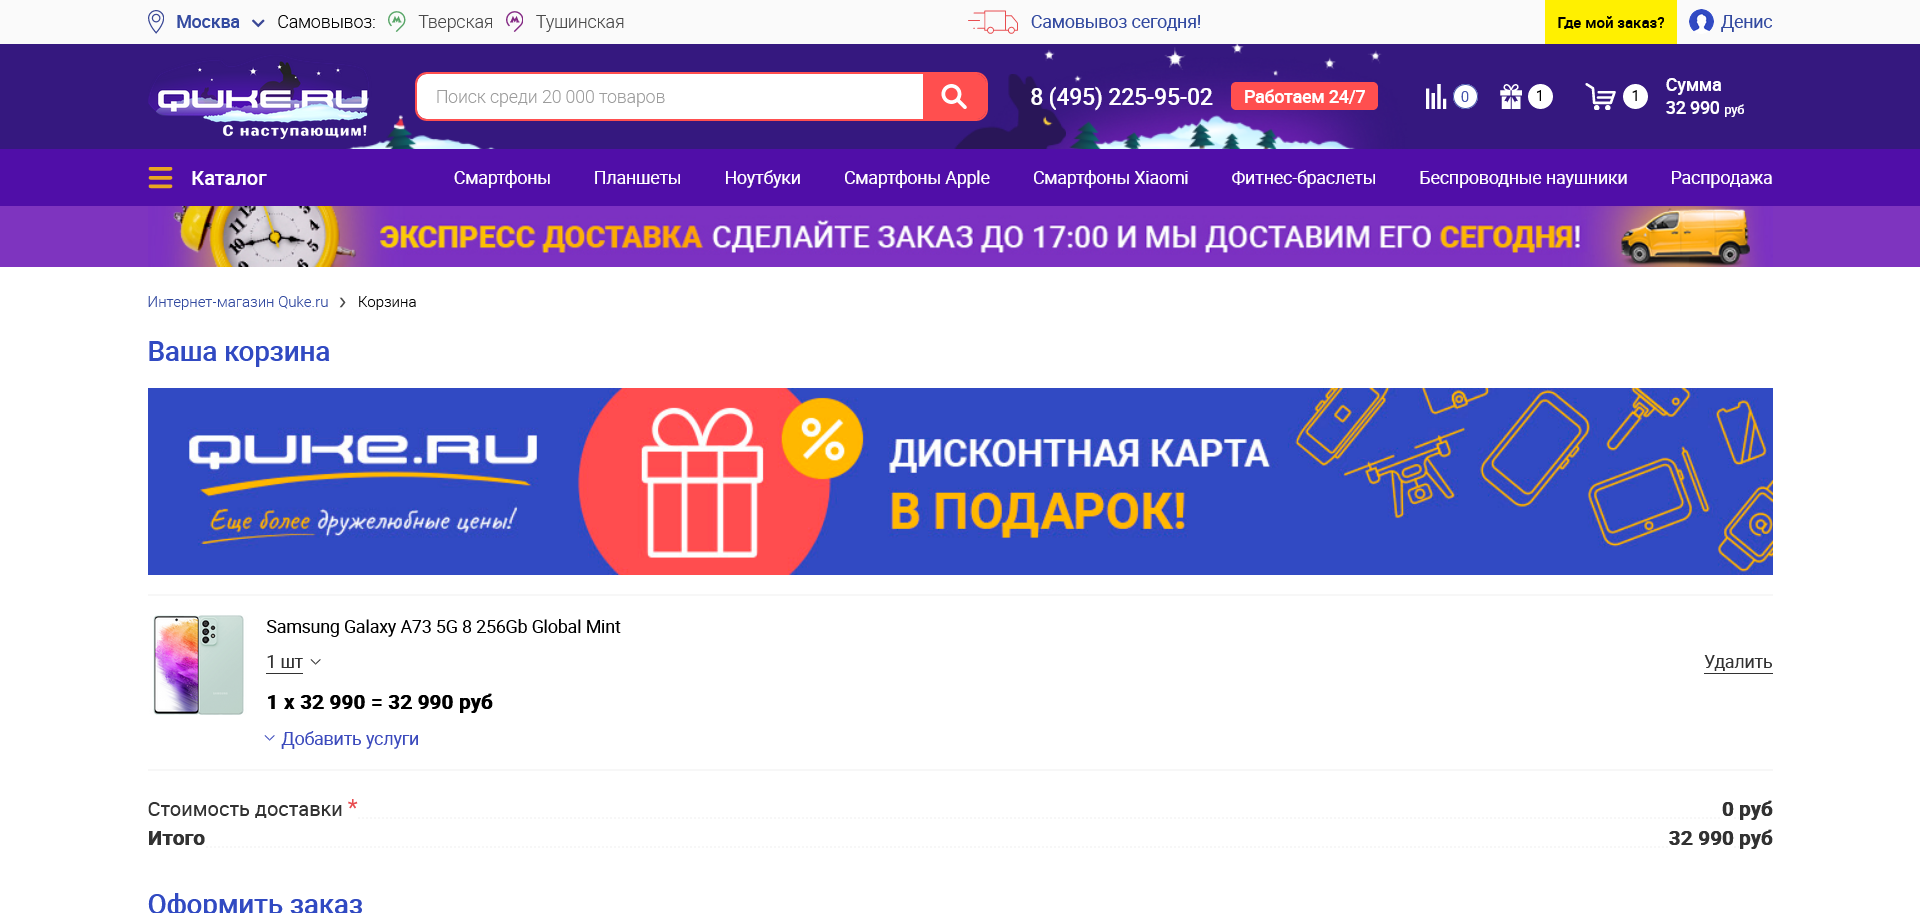 Москва Самовывоз: Тверская Тушинская Самовывоз сегодня! Где мой заказ? Денис
QUKE.RU
С наступающим!
Поиск среди 20 000 товаров
8 (495) 225-95-02 Работаем 24/7
0 1 1
Сумма
32 990 руб
Каталог Смартфоны Планшеты Ноутбуки Смартфоны Apple Смартфоны Xiaomi Фитнес-браслеты Беспроводные наушники Распродажа
ЭКСПРЕСС ДОСТАВКА СДЕЛАЙТЕ ЗАКАЗ ДО 17:00 И МЫ ДОСТАВИМ ЕГО СЕГОДНЯ!
Интернет-магазин Quke.ru › Корзина
Ваша корзина
QUKE.RU
Еще более дружелюбные цены!
%
ДИСКОНТНАЯ КАРТА
В ПОДАРОК!
Samsung Galaxy A73 5G 8 256Gb Global Mint
1 шт Удалить
1 x 32 990 = 32 990 руб
Добавить услуги
Стоимость доставки * 0 руб
Итого 32 990 руб
Оформить заказ